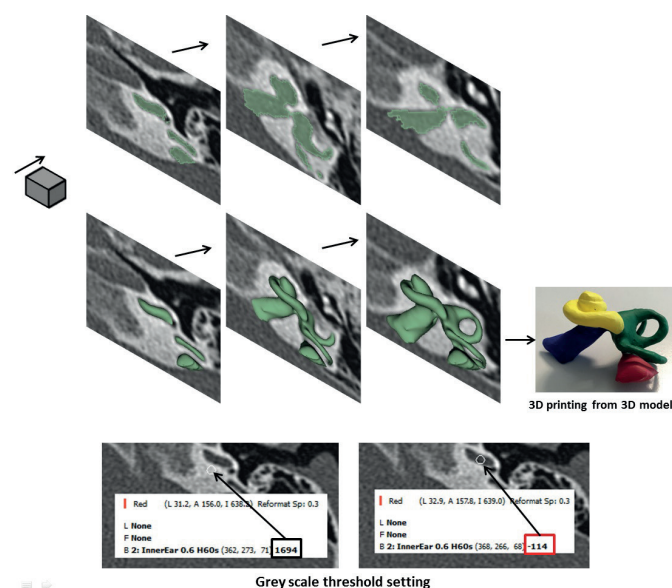 3D printing from 3D model
Red (L 31.2, A 156.0, I 638.2) Reformat Sp: 0.3
L None
F None
B 2: InnerEar 0.6 H60s (362, 273, 71) 1694
Red (L 32.9, A 157.8, I 639.0) Reformat Sp: 0.3
L None
F None
B 2: InnerEar 0.6 H60s (368, 266, 68) -114
Grey scale threshold setting